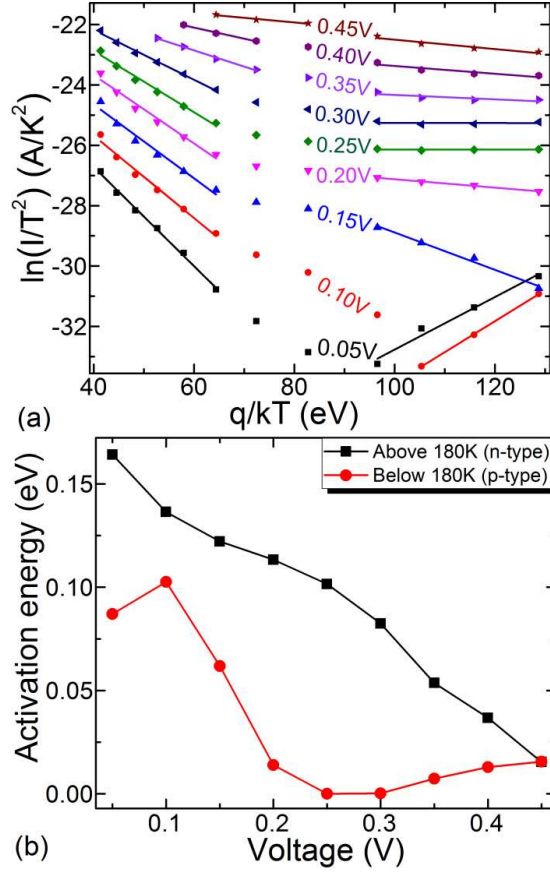 -22
-24
-26
-28
-30
-32
ln(I/T²) (A/K²)
0.45V
0.40V
0.35V
0.30V
0.25V
0.20V
0.15V
0.10V
0.05V
40
60
80
100
120
(a)
q/kT (eV)
Above 180K (n-type)
Below 180K (p-type)
0.15
0.10
0.05
0.00
Activation energy (eV)
0.1
0.2
0.3
0.4
(b)
Voltage (V)